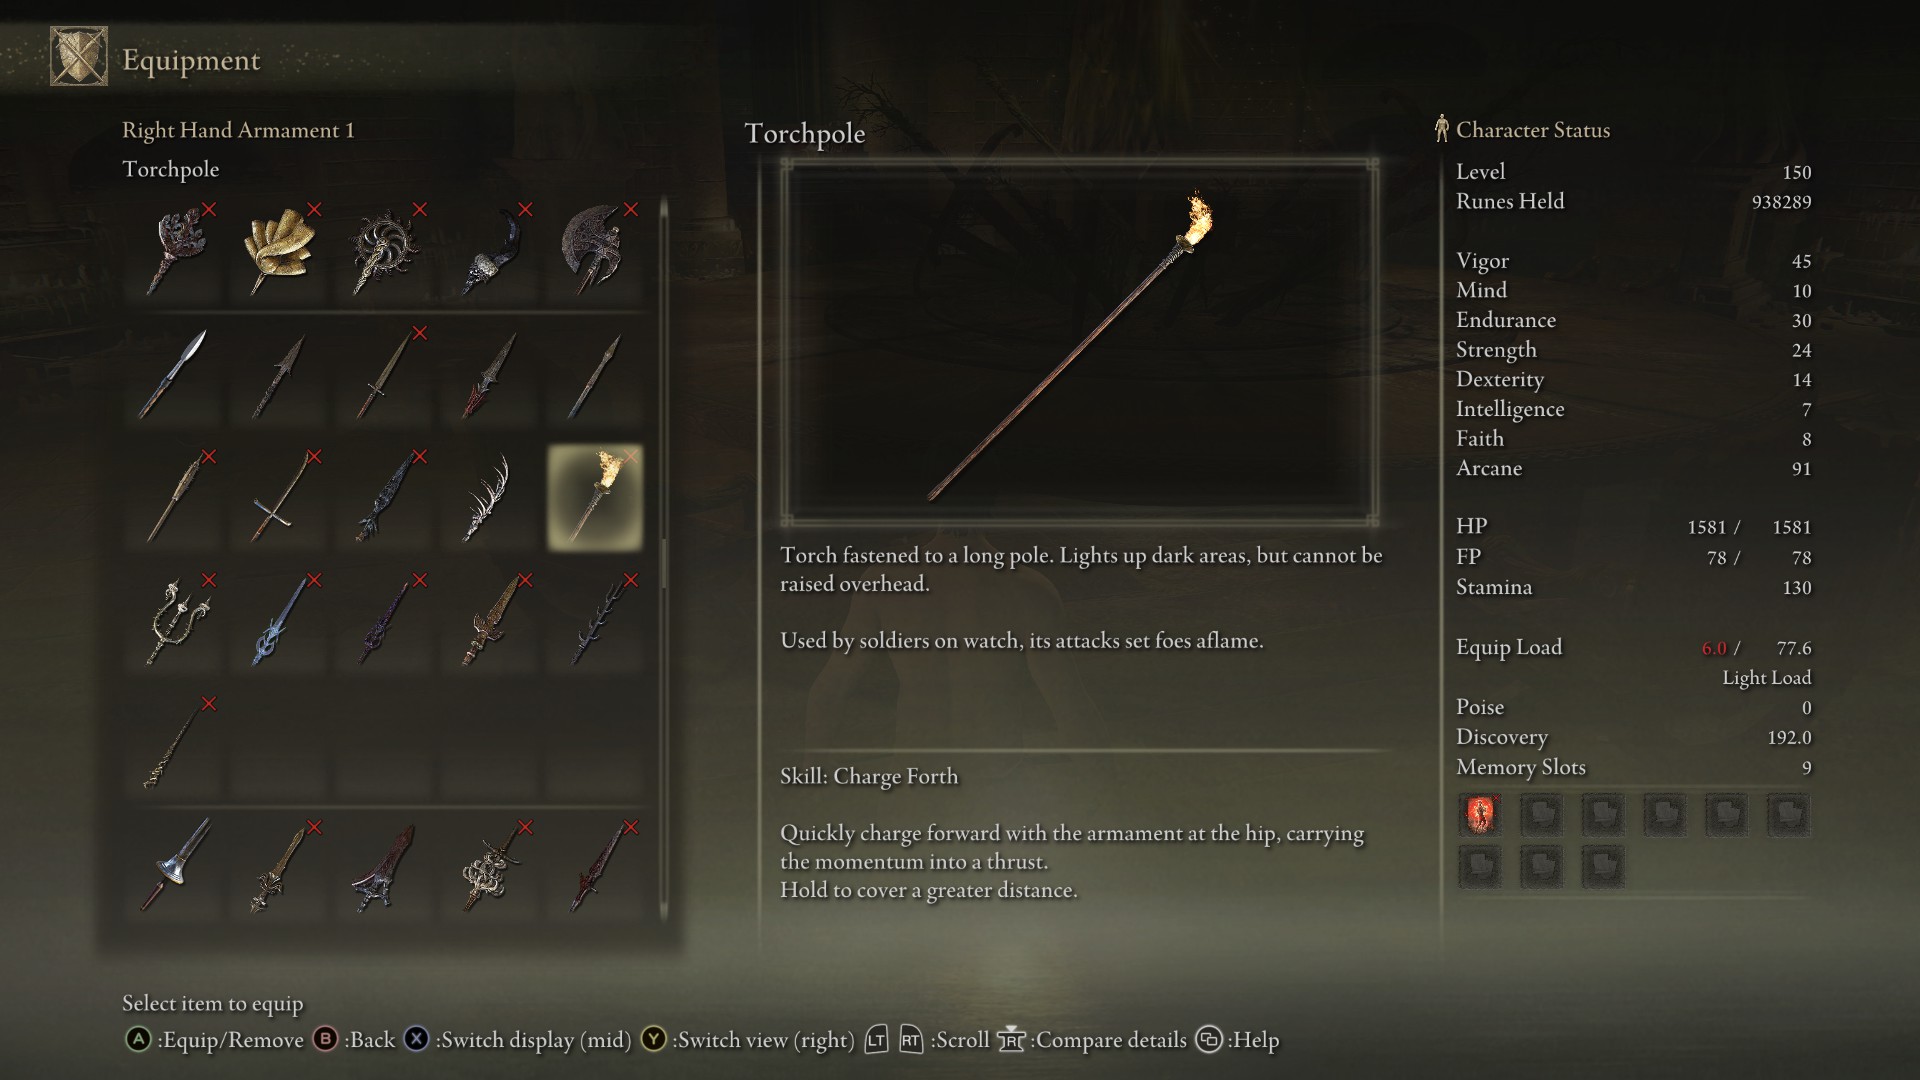 Equipment
Right Hand Armament 1
Torchpole
Torchpole
Torch fastened to a long pole. Lights up dark areas, but cannot be
raised overhead.
Used by soldiers on watch, its attacks set foes aflame.
Skill: Charge Forth
Quickly charge forward with the armament at the hip, carrying
the momentum into a thrust.
Hold to cover a greater distance.
Character Status
Level 150
Runes Held 938289
Vigor 45
Mind 10
Endurance 30
Strength 24
Dexterity 14
Intelligence 7
Faith 8
Arcane 91
HP 1581 / 1581
FP 78 / 78
Stamina 130
Equip Load 6.0 / 77.6
Light Load
Poise 0
Discovery 192.0
Memory Slots 9
Select item to equip
A :Equip/Remove B :Back X :Switch display (mid) Y :Switch view (right) LT RT :Scroll R :Compare details :Help